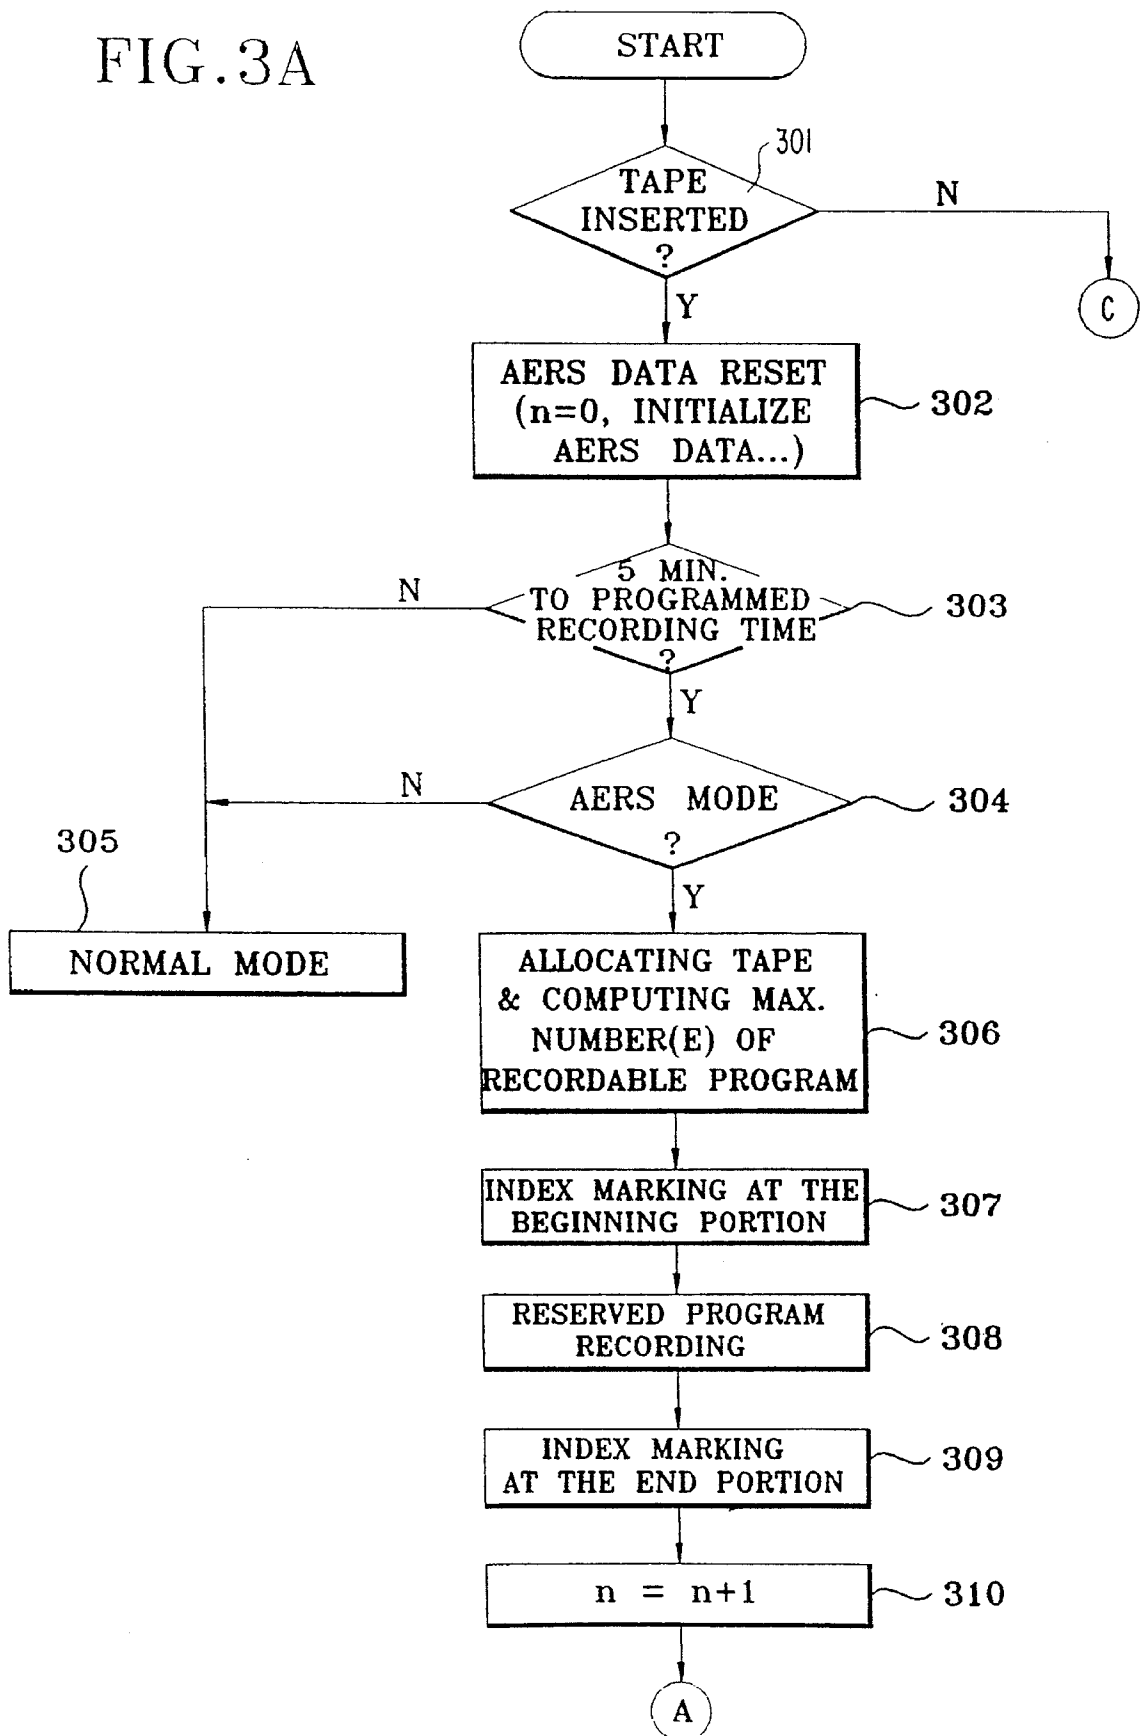 FIG.3A
START
301
TAPE
INSERTED
?
N
C
Y
AERS DATA RESET
(n=0, INITIALIZE
AERS DATA...)
302
5 MIN.
TO PROGRAMMED
RECORDING TIME
?
303
N
Y
AERS MODE
?
304
N
Y
305
NORMAL MODE
ALLOCATING TAPE
& COMPUTING MAX.
NUMBER(E) OF
RECORDABLE PROGRAM
306
INDEX MARKING AT THE
BEGINNING PORTION
307
RESERVED PROGRAM
RECORDING
308
INDEX MARKING
AT THE END PORTION
309
n = n+1
310
A